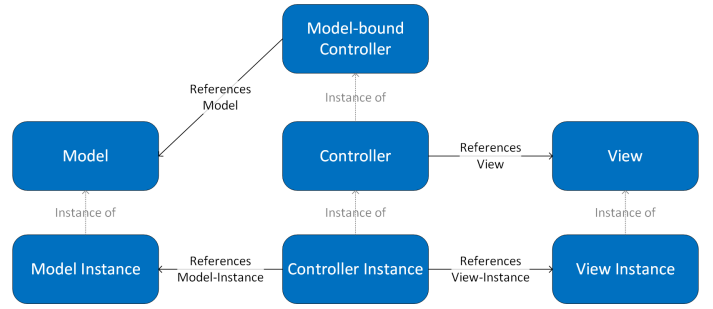 Model-bound
Controller
References
Model
Instance of
Model
Controller
References
View
View
Instance of
Instance of
Instance of
Model Instance
References
Model-Instance
Controller Instance
References
View-Instance
View Instance